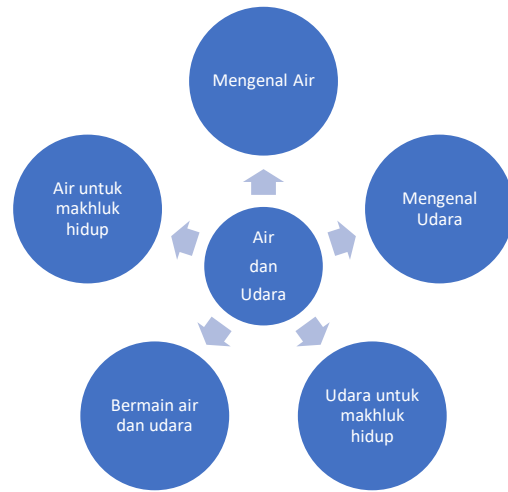 Mengenal Air
Mengenal
Udara
Udara untuk
makhluk
hidup
Bermain air
dan udara
Air untuk
makhluk
hidup
Air
dan
Udara